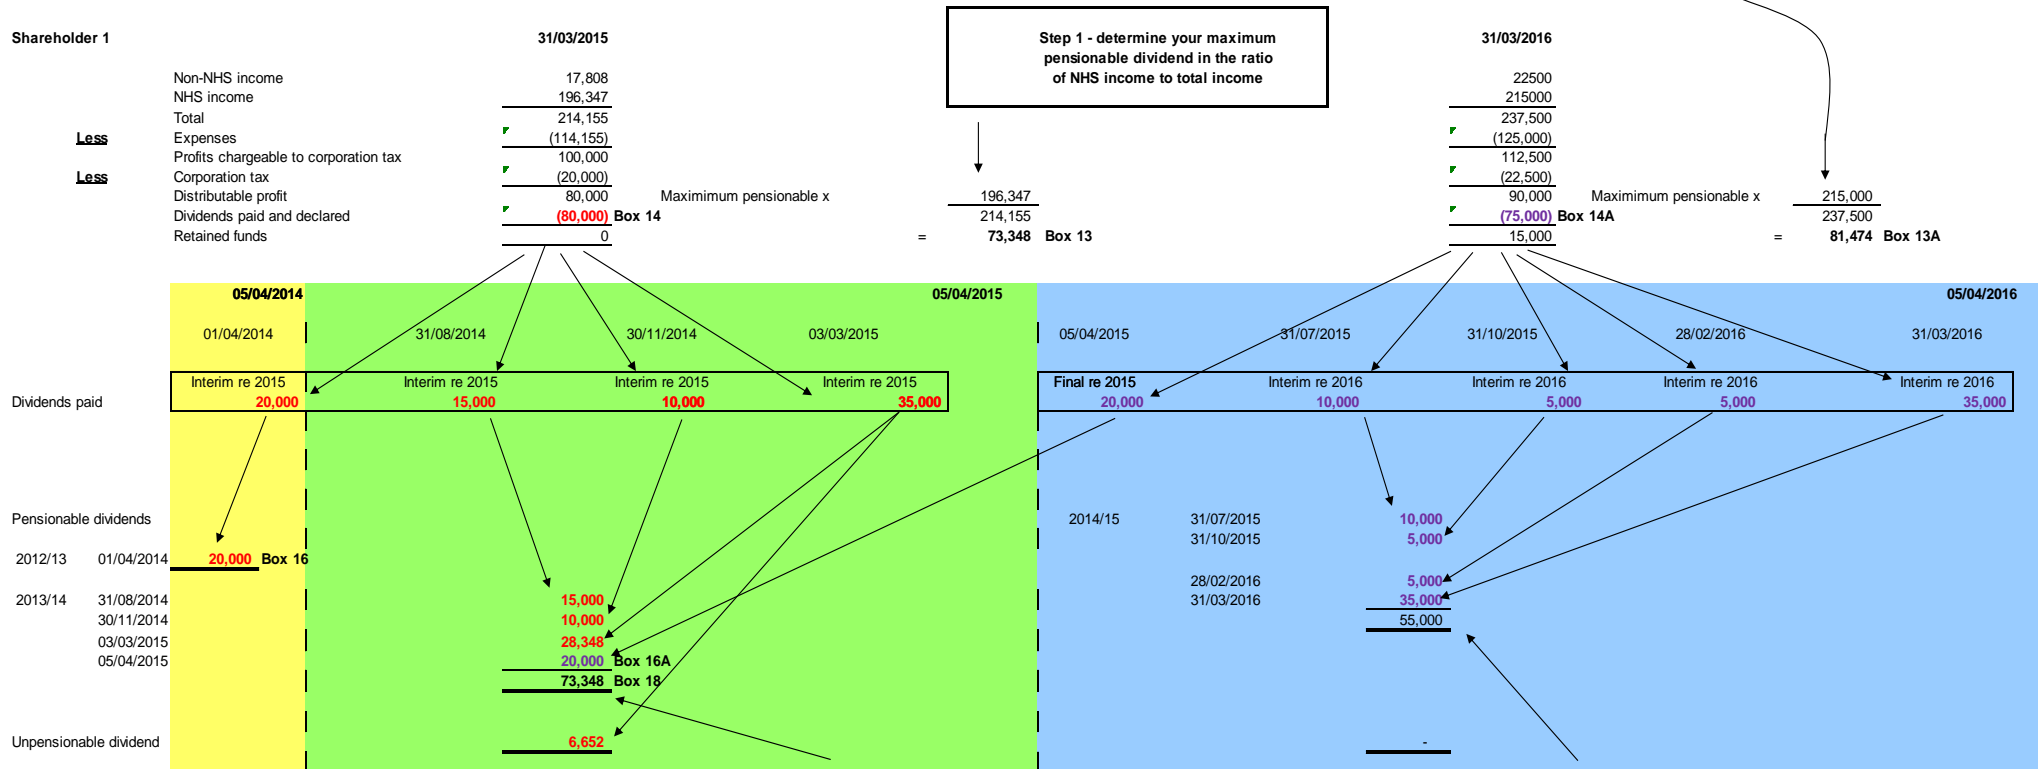 Shareholder 1 31/03/2015 Step 1 - determine your maximum 31/03/2016
pensionable dividend in the ratio
of NHS income to total income
Non-NHS income 17,808 22500
NHS income 196,347 215000
Total 214,155 237,500
Less Expenses (114,155) (125,000)
Profits chargeable to corporation tax 100,000 112,500
Less Corporation tax (20,000) (22,500)
Distributable profit 80,000 Maximimum pensionable x 196,347 90,000 Maximimum pensionable x 215,000
Dividends paid and declared (80,000) Box 14 214,155 (75,000) Box 14A 237,500
Retained funds 0 = 73,348 Box 13 15,000 = 81,474 Box 13A
05/04/2014 05/04/2015 05/04/2016
01/04/2014 31/08/2014 30/11/2014 03/03/2015 05/04/2015 31/07/2015 31/10/2015 28/02/2016 31/03/2016
Interim re 2015 Interim re 2015 Interim re 2015 Interim re 2015 Final re 2015 Interim re 2016 Interim re 2016 Interim re 2016 Interim re 2016
Dividends paid 20,000 15,000 10,000 35,000 20,000 10,000 5,000 5,000 35,000
Pensionable dividends 2014/15 31/07/2015 10,000
31/10/2015 5,000
2012/13 01/04/2014 20,000 Box 16
28/02/2016 5,000
2013/14 31/08/2014 15,000 31/03/2016 35,000
30/11/2014 10,000 55,000
03/03/2015 28,348
05/04/2015 20,000 Box 16A
73,348 Box 18
Unpensionable dividend 6,652 -